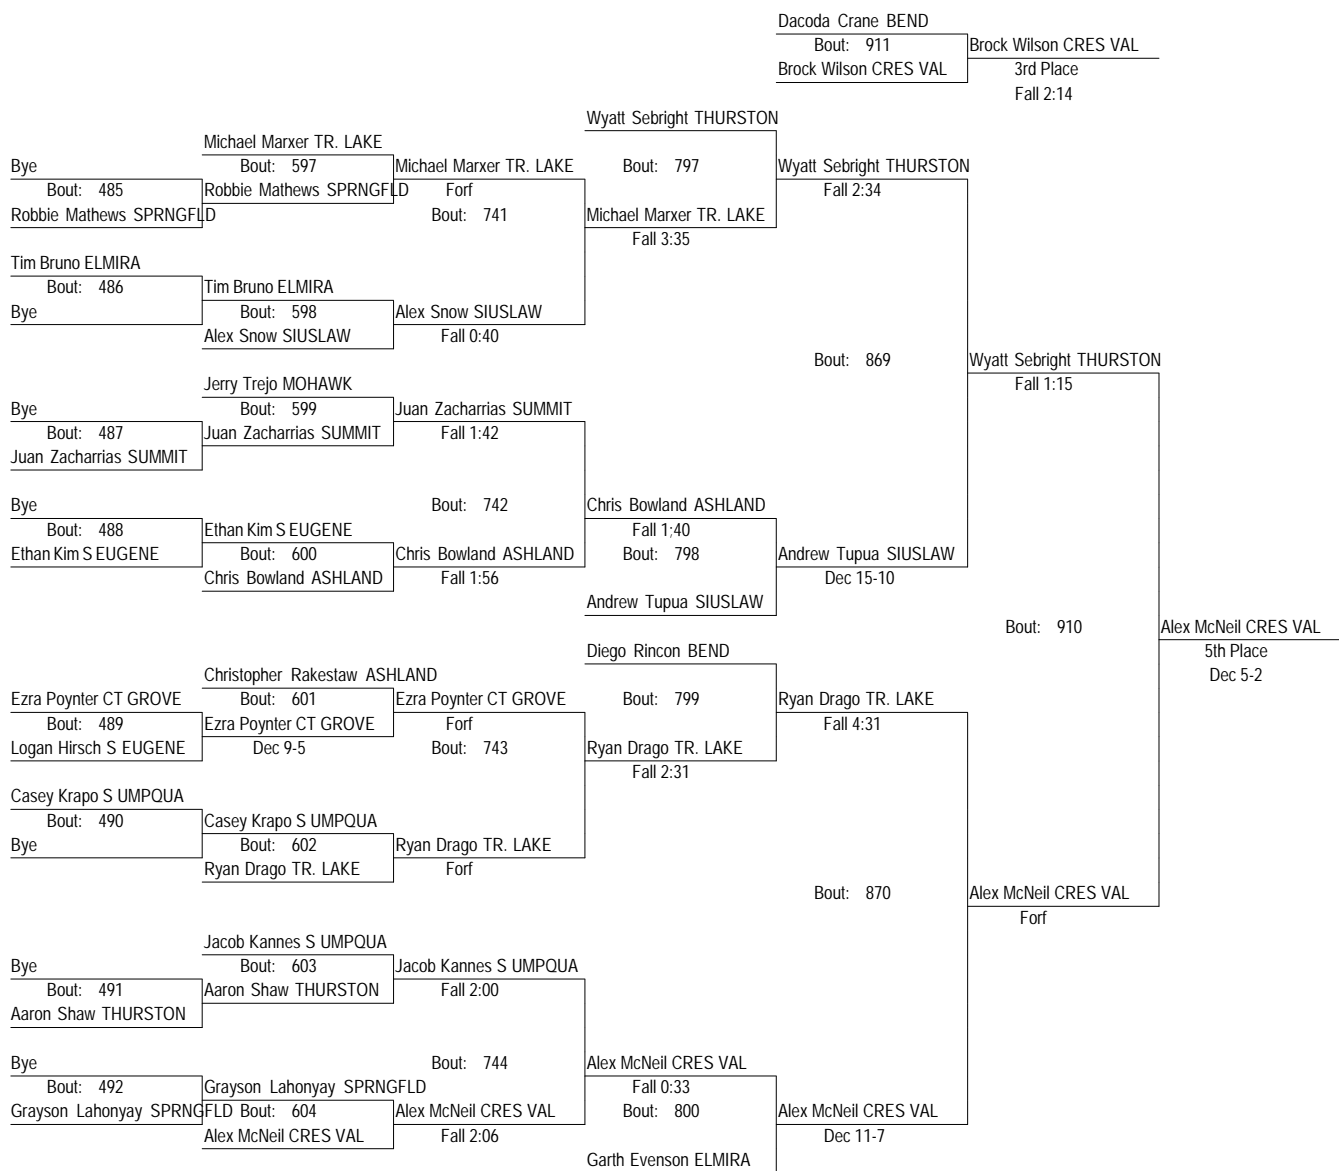 Dacoda Crane BEND
Bout: 911 Brock Wilson CRES VAL
Brock Wilson CRES VAL 3rd Place
Fall 2:14
Wyatt Sebright THURSTON
Michael Marxer TR. LAKE
Bye Bout: 597 Michael Marxer TR. LAKE Bout: 797 Wyatt Sebright THURSTON
Bout: 485 Robbie Mathews SPRNGFLD Forf Fall 2:34
Robbie Mathews SPRNGFLD Bout: 741 Michael Marxer TR. LAKE
Fall 3:35
Tim Bruno ELMIRA
Bout: 486 Tim Bruno ELMIRA
Bye Bout: 598 Alex Snow SIUSLAW
Alex Snow SIUSLAW Fall 0:40
Bout: 869 Wyatt Sebright THURSTON
Jerry Trejo MOHAWK Fall 1:15
Bye Bout: 599 Juan Zacharrias SUMMIT
Bout: 487 Juan Zacharrias SUMMIT Fall 1:42
Juan Zacharrias SUMMIT
Bye Bout: 742 Chris Bowland ASHLAND
Bout: 488 Ethan Kim S EUGENE Fall 1;40
Ethan Kim S EUGENE Bout: 600 Chris Bowland ASHLAND Bout: 798 Andrew Tupua SIUSLAW
Chris Bowland ASHLAND Fall 1:56 Dec 15-10
Andrew Tupua SIUSLAW
Bout: 910 Alex McNeil CRES VAL
Diego Rincon BEND 5th Place
Christopher Rakestaw ASHLAND Dec 5-2
Ezra Poynter CT GROVE Bout: 601 Ezra Poynter CT GROVE Bout: 799 Ryan Drago TR. LAKE
Bout: 489 Ezra Poynter CT GROVE Forf Fall 4:31
Logan Hirsch S EUGENE Dec 9-5 Bout: 743 Ryan Drago TR. LAKE
Fall 2:31
Casey Krapo S UMPQUA
Bout: 490 Casey Krapo S UMPQUA
Bye Bout: 602 Ryan Drago TR. LAKE
Ryan Drago TR. LAKE Forf
Bout: 870 Alex McNeil CRES VAL
Forf
Jacob Kannes S UMPQUA
Bye Bout: 603 Jacob Kannes S UMPQUA
Bout: 491 Aaron Shaw THURSTON Fall 2:00
Aaron Shaw THURSTON
Bye Bout: 744 Alex McNeil CRES VAL
Bout: 492 Grayson Lahonyay SPRNGFLD Fall 0:33
Grayson Lahonyay SPRNGFLD Bout: 604 Alex McNeil CRES VAL Bout: 800 Alex McNeil CRES VAL
Alex McNeil CRES VAL Fall 2:06 Dec 11-7
Garth Evenson ELMIRA